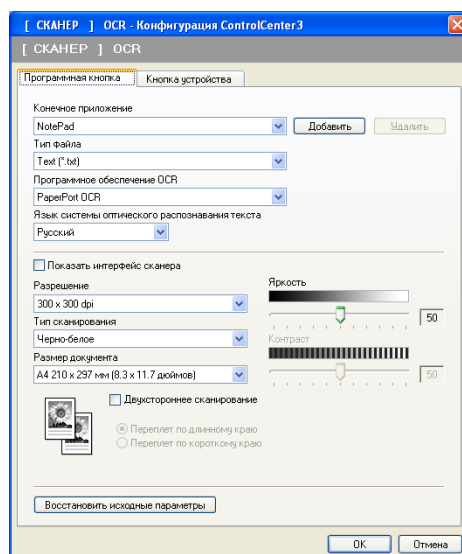 [ СКАНЕР ] OCR - Конфигурация ControlCenter3
[ СКАНЕР ] OCR
Программная кнопка Кнопка устройства
Конечное приложение
NotePad Добавить Удалить
Тип файла
Text (*.txt)
Программное обеспечение OCR
PaperPort OCR
Язык системы оптического распознавания текста
Русский
Показать интерфейс сканера
Разрешение Яркость
300 x 300 dpi 50
Тип сканирования
Черно-белое Контраст
Размер документа
A4 210 x 297 мм (8.3 x 11.7 дюймов) 50
Двухстороннее сканирование
Переплет по длинному краю
Переплет по короткому краю
Восстановить исходные параметры
OK Отмена